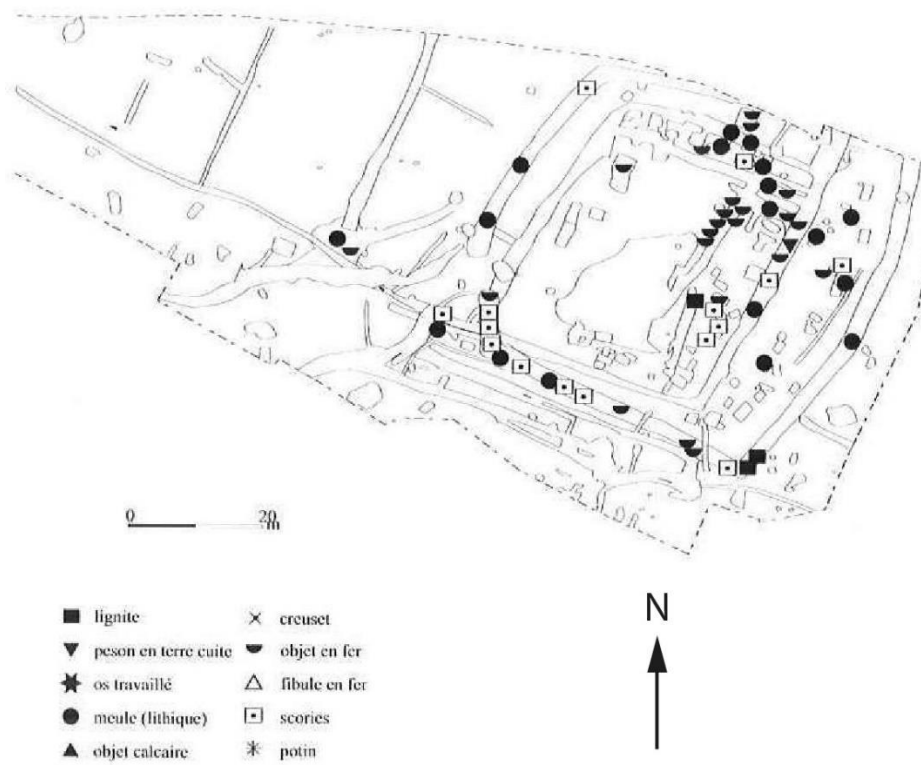 0 20
m
N
lignite
peson en terre cuite
os travaillé
meule (lithique)
objet calcaire
creuset
objet en fer
fibule en fer
scories
potin